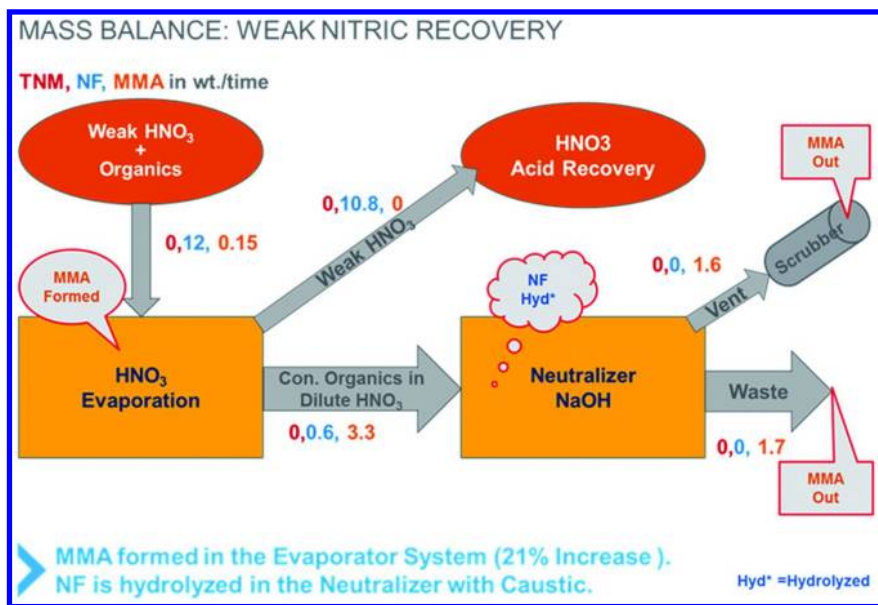 MASS BALANCE: WEAK NITRIC RECOVERY
TNM, NF, MMA in wt./time
Weak HNO₃
+
Organics
HNO3
Acid Recovery
MMA
Out
0,12, 0.15
0,10.8, 0
Weak HNO₃
MMA
Formed
NF
Hyd*
0,0, 1.6
Vent
Scrubber
HNO₃
Evaporation
Con. Organics in
Dilute HNO₃
0,0.6, 3.3
Neutralizer
NaOH
Waste
0,0, 1.7
MMA
Out
MMA formed in the Evaporator System (21% Increase ).
NF is hydrolyzed in the Neutralizer with Caustic.
Hyd* =Hydrolyzed